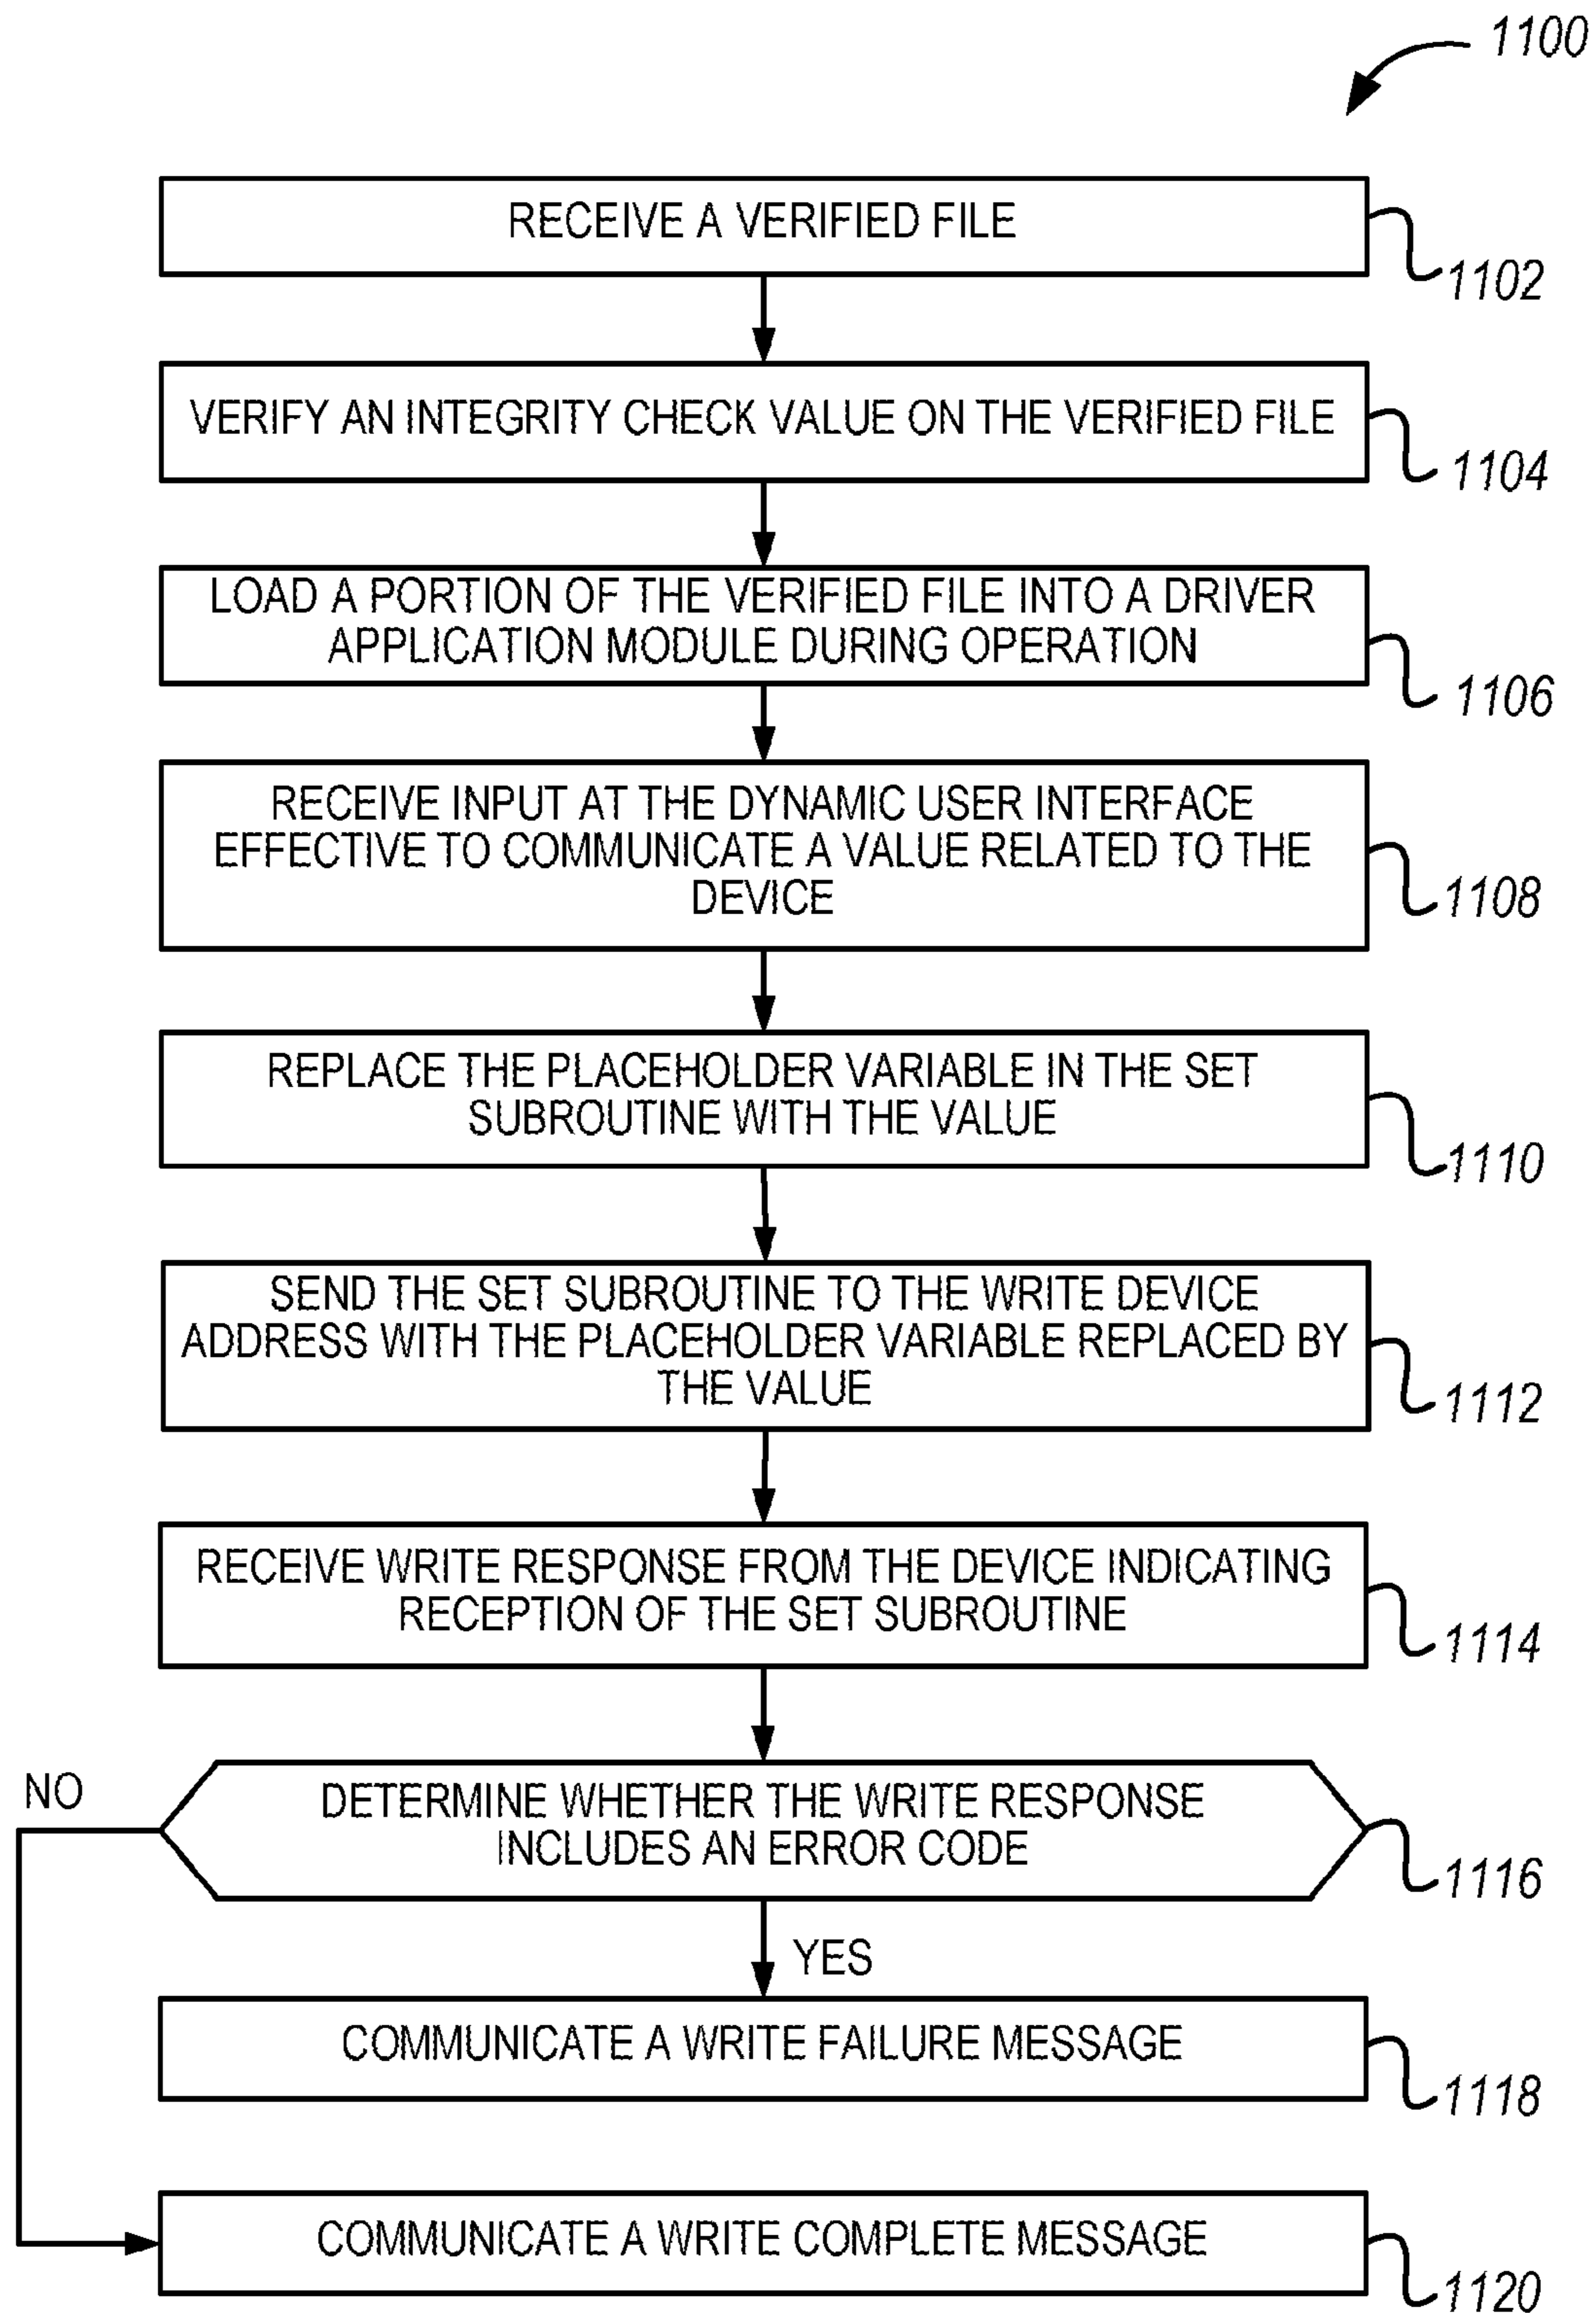 1100
RECEIVE A VERIFIED FILE
1102
VERIFY AN INTEGRITY CHECK VALUE ON THE VERIFIED FILE
1104
LOAD A PORTION OF THE VERIFIED FILE INTO A DRIVER
APPLICATION MODULE DURING OPERATION
1106
RECEIVE INPUT AT THE DYNAMIC USER INTERFACE
EFFECTIVE TO COMMUNICATE A VALUE RELATED TO THE
DEVICE
1108
REPLACE THE PLACEHOLDER VARIABLE IN THE SET
SUBROUTINE WITH THE VALUE
1110
SEND THE SET SUBROUTINE TO THE WRITE DEVICE
ADDRESS WITH THE PLACEHOLDER VARIABLE REPLACED BY
THE VALUE
1112
RECEIVE WRITE RESPONSE FROM THE DEVICE INDICATING
RECEPTION OF THE SET SUBROUTINE
1114
NO
DETERMINE WHETHER THE WRITE RESPONSE
INCLUDES AN ERROR CODE
1116
YES
COMMUNICATE A WRITE FAILURE MESSAGE
1118
COMMUNICATE A WRITE COMPLETE MESSAGE
1120